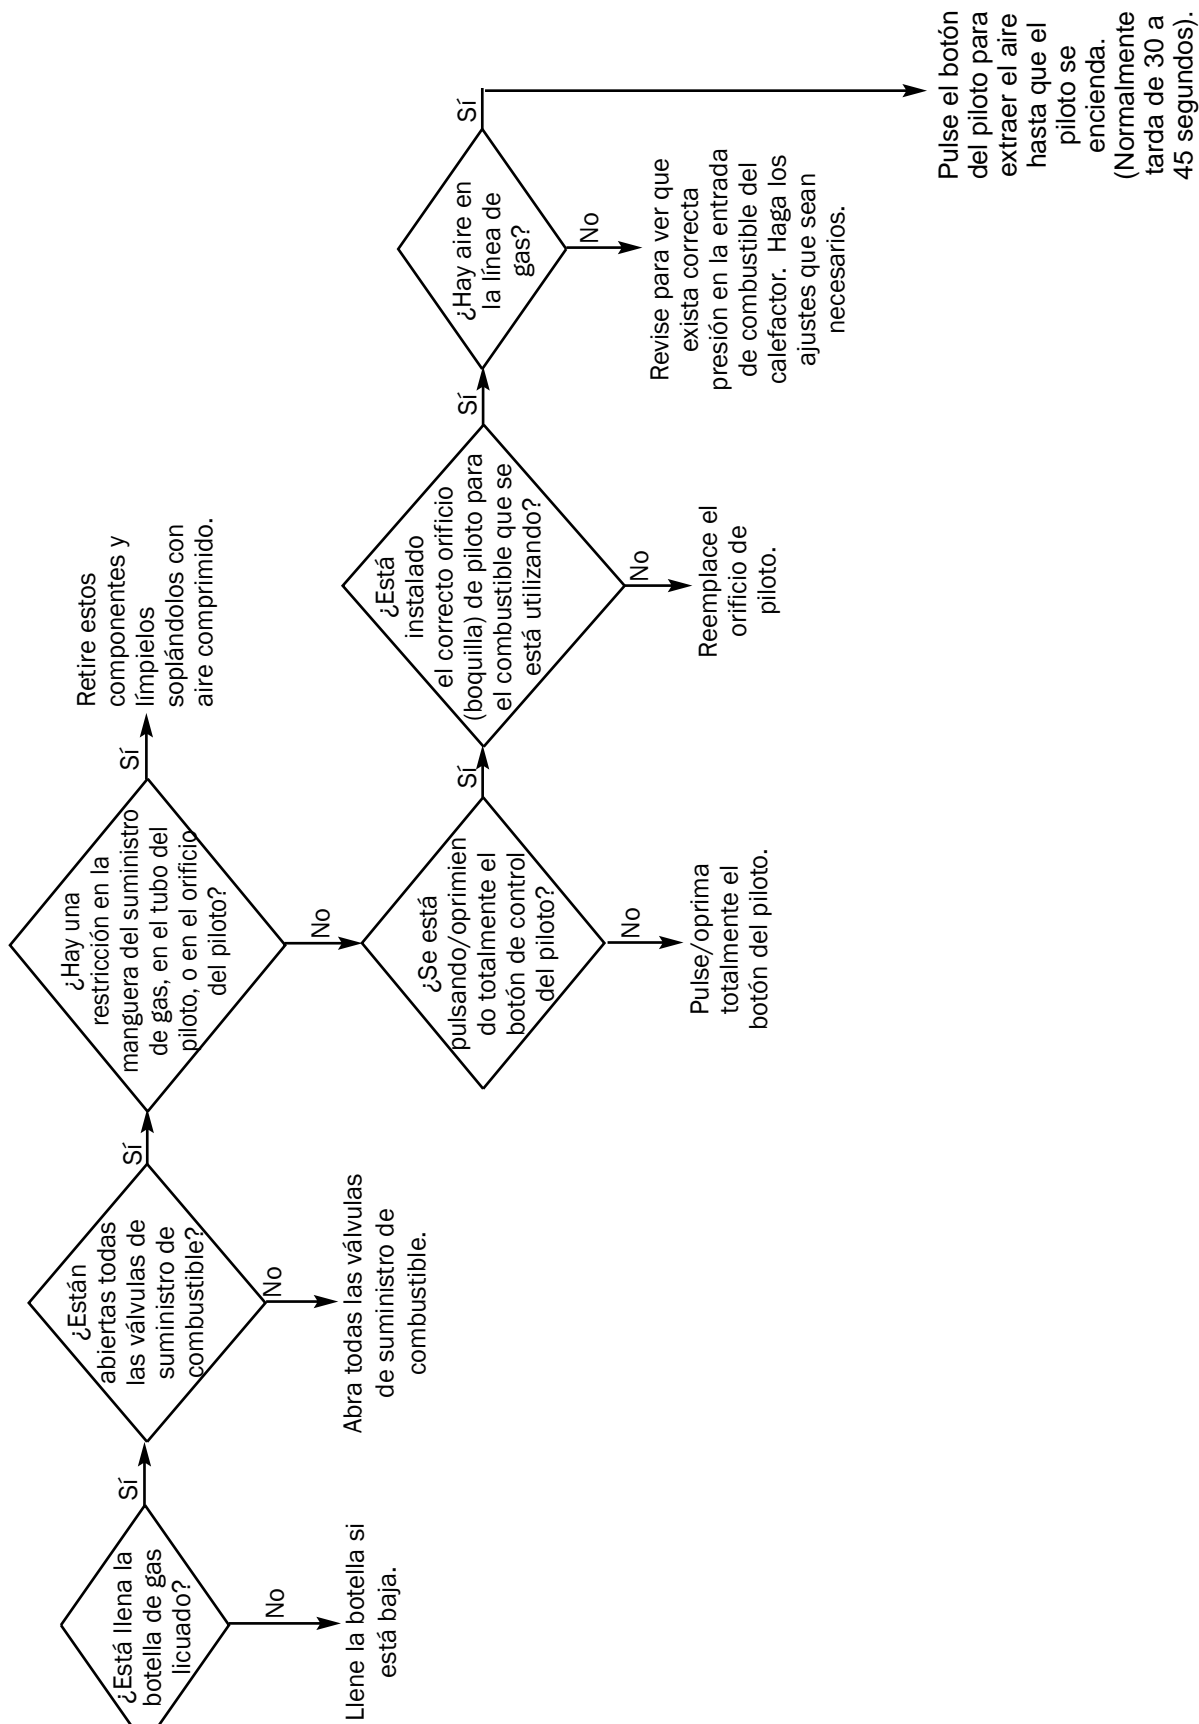 ¿Está llena la
botella de gas
licuado?
Sí
No
Llene la botella si
está baja.
¿Están
abiertas todas
las válvulas de
suministro de
combustible?
Sí
No
Abra todas las válvulas
de suministro de
combustible.
¿Hay una
restricción en la
manguera del suministro
de gas, en el tubo del
piloto, o en el orificio
del piloto?
Sí
Retire estos
componentes y
límpielos
soplándolos con
aire comprimido.
No
¿Se está
pulsando/oprimien
do totalmente el
botón de control
del piloto?
Sí
No
Pulse/oprima
totalmente el
botón del piloto.
¿Está
instalado
el correcto orificio
(boquilla) de piloto para
el combustible que se
está utilizando?
Sí
No
Reemplace el
orificio de
piloto.
¿Hay aire en
la línea de
gas?
Sí
No
Revise para ver que
exista correcta
presión en la entrada
de combustible del
calefactor. Haga los
ajustes que sean
necesarios.
Pulse el botón
del piloto para
extraer el aire
hasta que el
piloto se
encienda.
(Normalmente
tarda de 30 a
45 segundos).